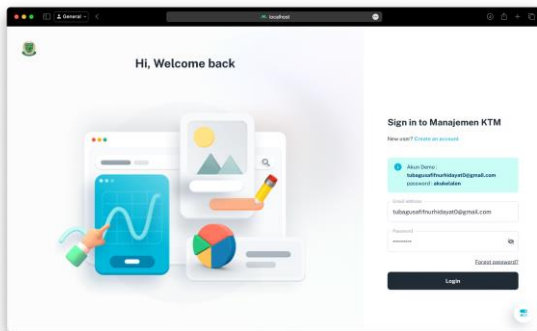 General
localhost
Hi, Welcome back
Sign in to Manajemen KTM
New user? Create an account
Akun Demo :
tubagusafifnurhidayat0@gmail.com
password : akukelalen
Email address
tubagusafifnurhidayat0@gmail.com
Password
Forgot password?
Login